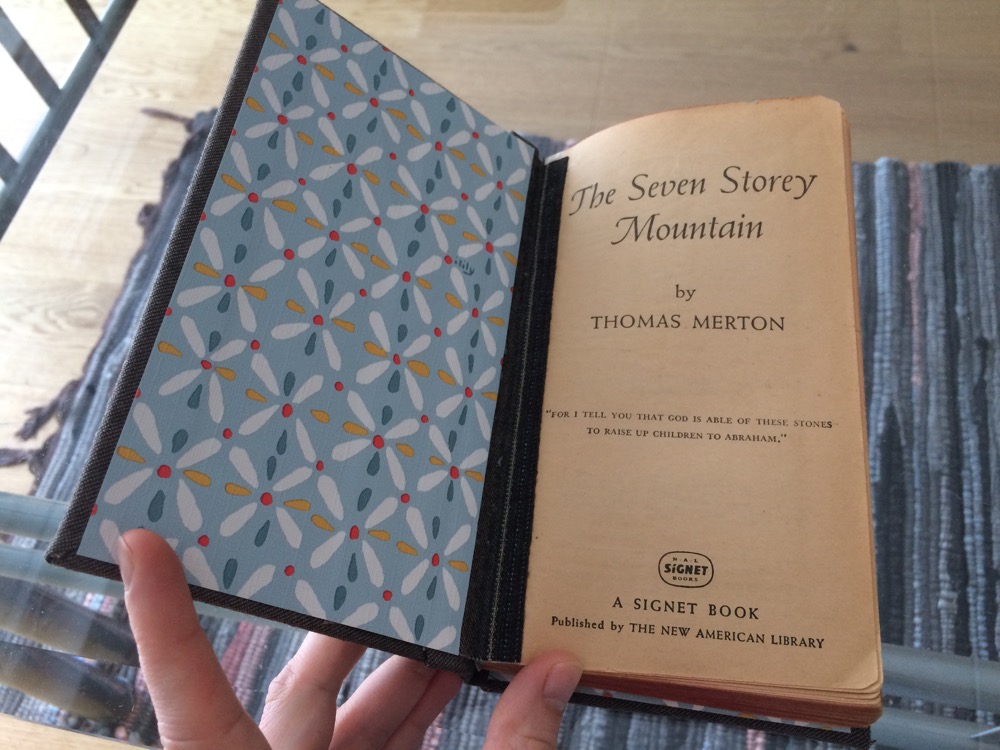 The Seven Storey
Mountain
by
THOMAS MERTON
"FOR I TELL YOU THAT GOD IS ABLE OF THESE STONES
TO RAISE UP CHILDREN TO ABRAHAM."
N·A·L
SIGNET
BOOKS
A SIGNET BOOK
Published by THE NEW AMERICAN LIBRARY